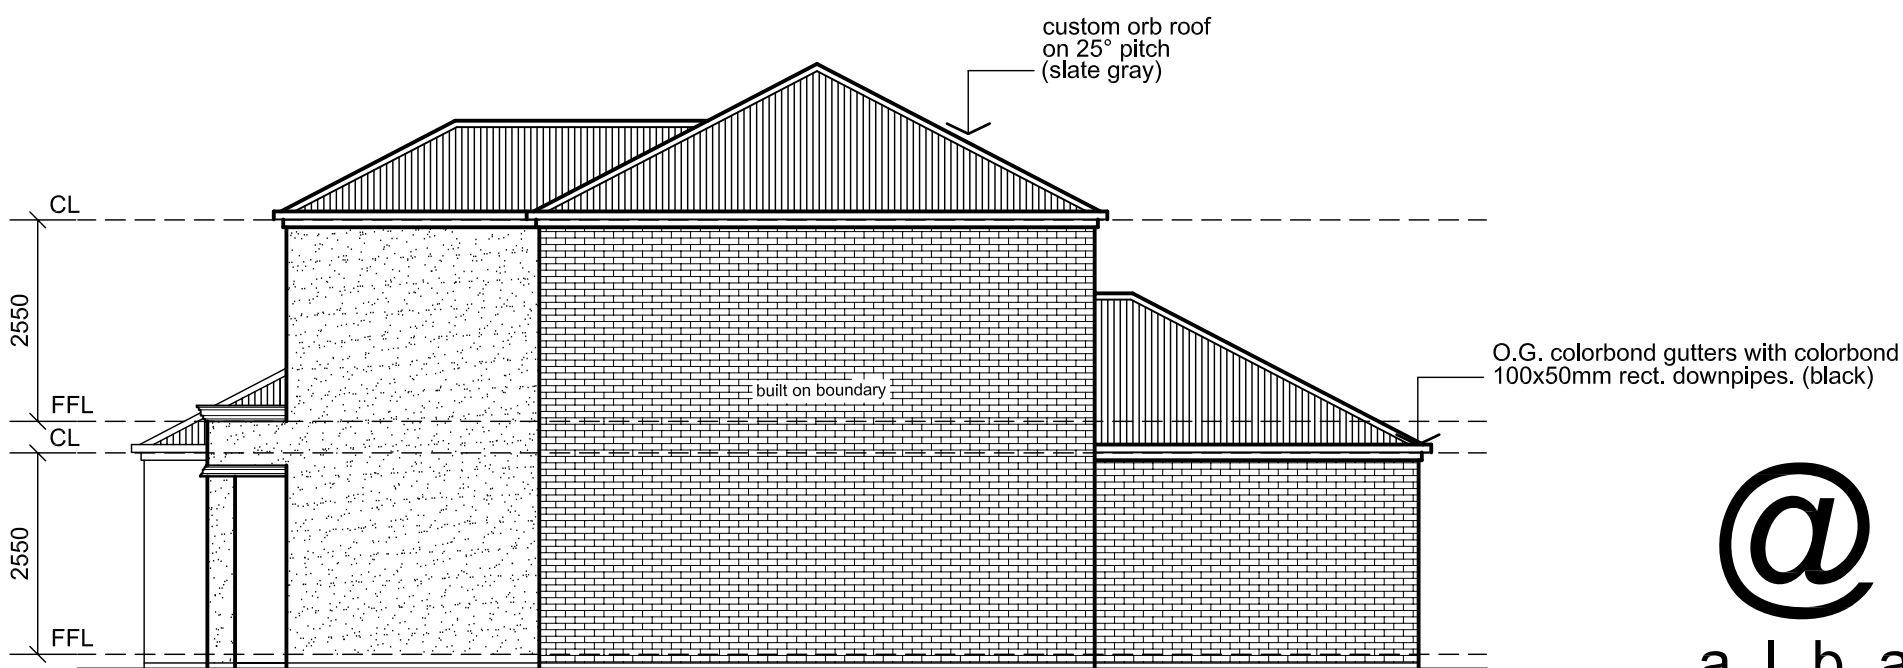 custom orb roof
on 25° pitch
(slate gray)
CL
2550
FFL
CL
2550
FFL
built on boundary
O.G. colorbond gutters with colorbond
100x50mm rect. downpipes. (black)
@